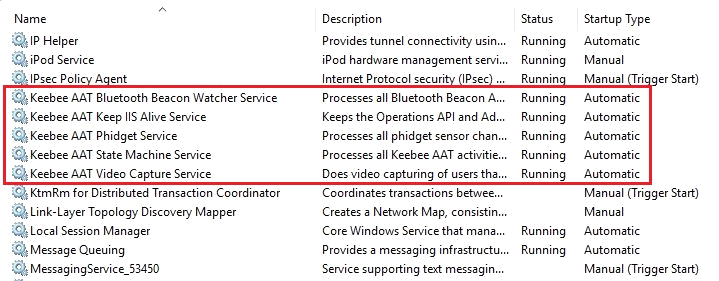 Name Description Status Startup Type
IP Helper Provides tunnel connectivity usin... Running Automatic
iPod Service iPod hardware management servi... Running Manual
IPsec Policy Agent Internet Protocol security (IPsec) ... Running Manual (Trigger Start)
Keebee AAT Bluetooth Beacon Watcher Service Processes all Bluetooth Beacon A... Running Automatic
Keebee AAT Keep IIS Alive Service Keeps the Operations API and Ad... Running Automatic
Keebee AAT Phidget Service Processes all phidget sensor chan... Running Automatic
Keebee AAT State Machine Service Processes all Keebee AAT activitie... Running Automatic
Keebee AAT Video Capture Service Does video capturing of users tha... Running Automatic
KtmRm for Distributed Transaction Coordinator Coordinates transactions betwee... Manual (Trigger Start)
Link-Layer Topology Discovery Mapper Creates a Network Map, consistin... Manual
Local Session Manager Core Windows Service that mana... Running Automatic
Message Queuing Provides a messaging infrastructu... Running Automatic
MessagingService_53450 Service supporting text messagin... Manual (Trigger Start)